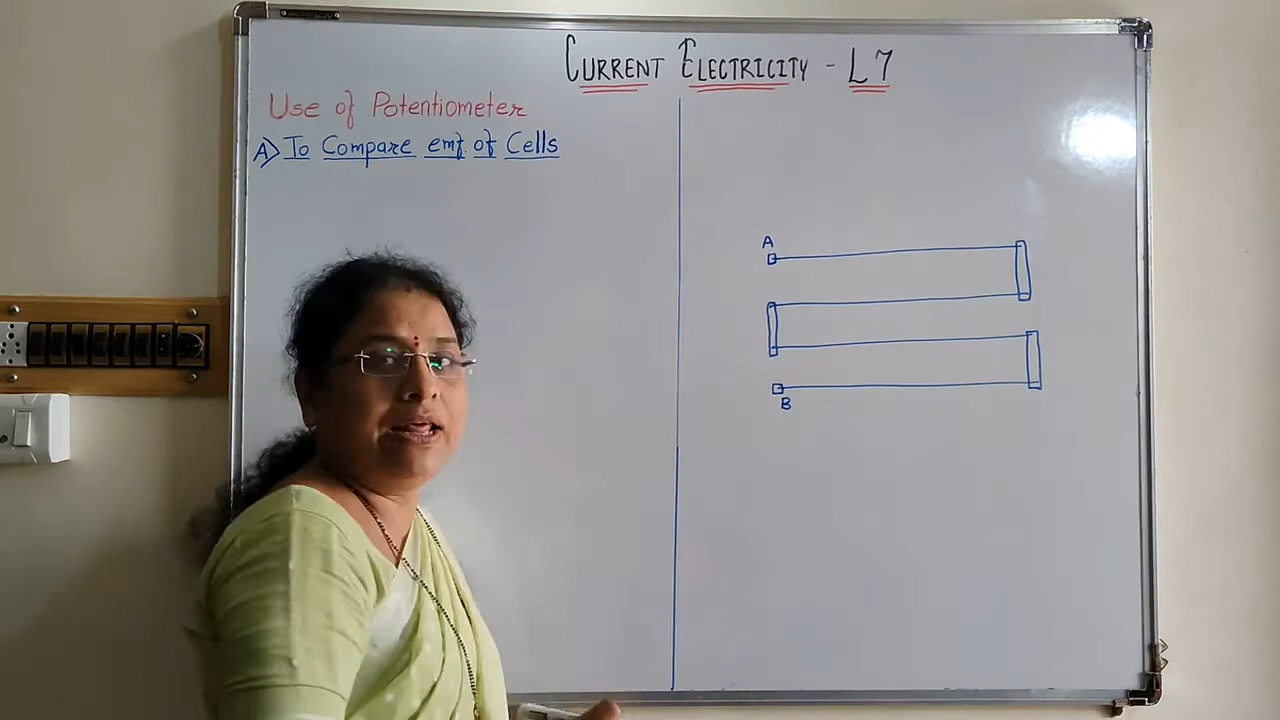 CURRENT ELECTRICITY - L7
Use of Potentiometer
A) To Compare emf. of Cells
A
B